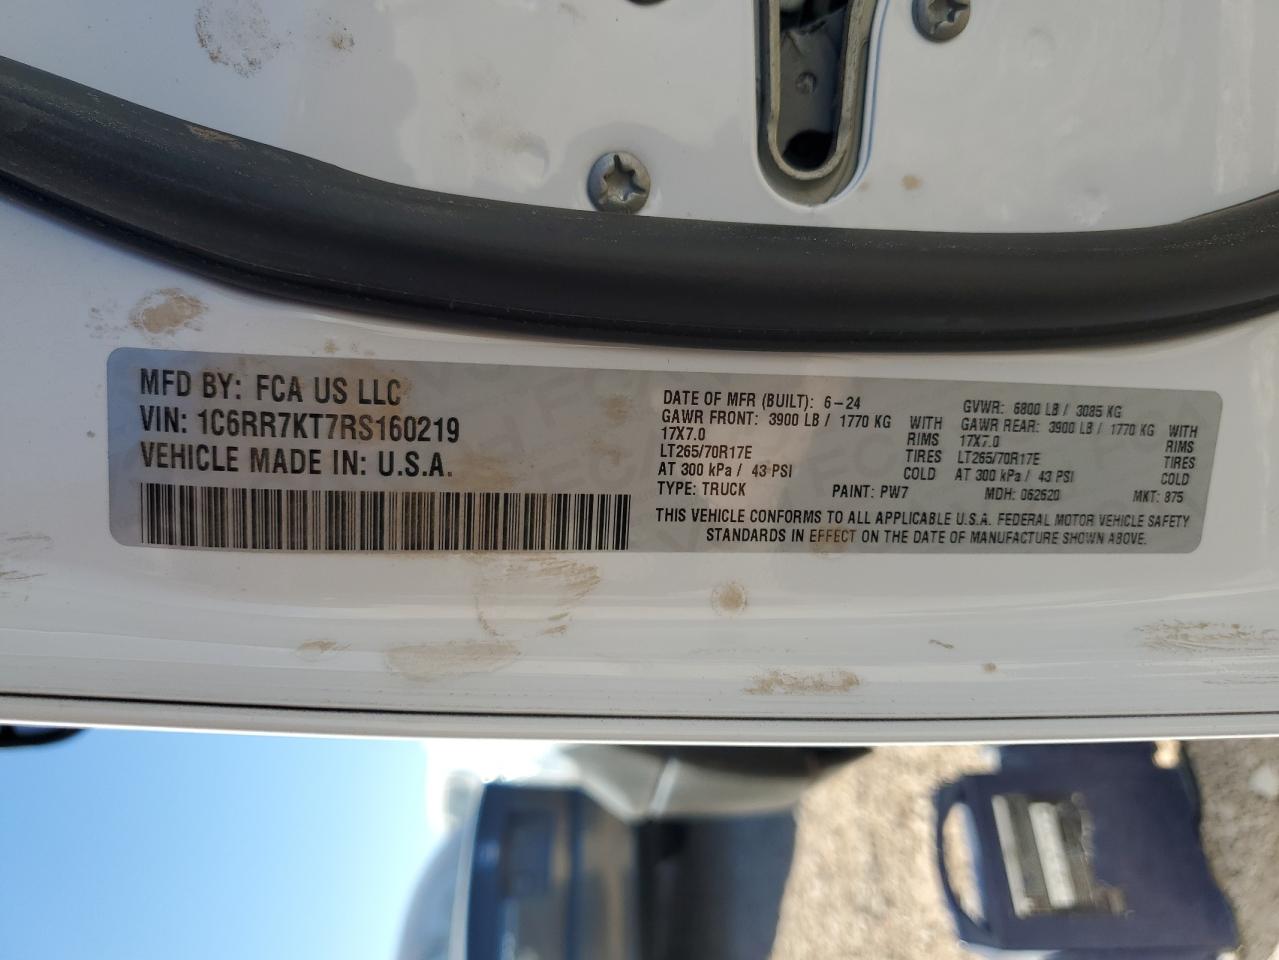 MFD BY: FCA US LLC
VIN: 1C6RR7KT7RS160219
VEHICLE MADE IN: U.S.A.
DATE OF MFR (BUILT): 6-24
GAWR FRONT: 3900 LB / 1770 KG WITH
17X7.0 RIMS
LT265/70R17E TIRES
AT 300 kPa / 43 PSI COLD
TYPE: TRUCK PAINT: PW7
GVWR: 6800 LB / 3085 KG
GAWR REAR: 3900 LB / 1770 KG WITH
17X7.0 RIMS
LT265/70R17E TIRES
AT 300 kPa / 43 PSI COLD
MDH: 062620 MKT: 875
THIS VEHICLE CONFORMS TO ALL APPLICABLE U.S.A. FEDERAL MOTOR VEHICLE SAFETY
STANDARDS IN EFFECT ON THE DATE OF MANUFACTURE SHOWN ABOVE.